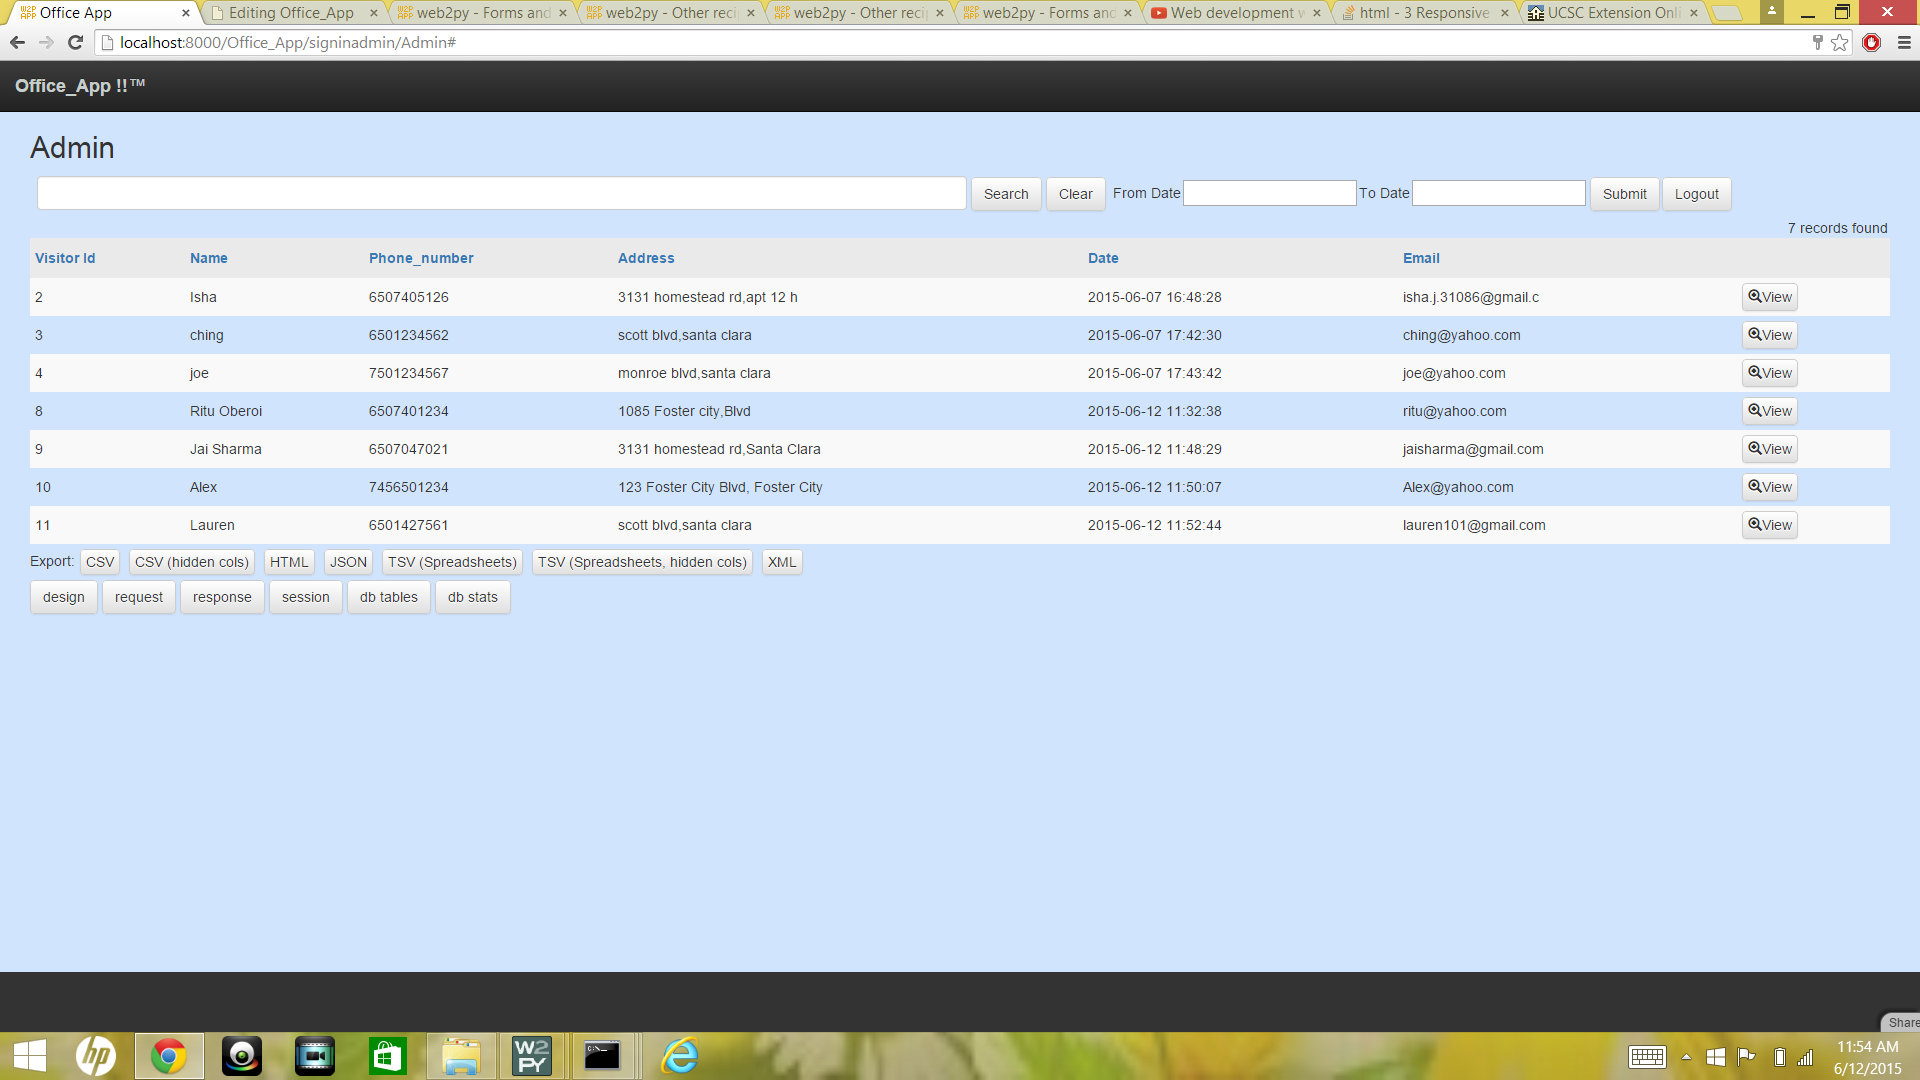 Office App
Editing Office_App
web2py - Forms and
web2py - Other reci
web2py - Other reci
web2py - Forms and
Web development w
html - 3 Responsive
UCSC Extension Onli
localhost:8000/Office_App/signinadmin/Admin#
Office_App !!™
Admin
Search Clear From Date To Date Submit Logout
7 records found
Visitor Id Name Phone_number Address Date Email
2 Isha 6507405126 3131 homestead rd,apt 12 h 2015-06-07 16:48:28 isha.j.31086@gmail.c View
3 ching 6501234562 scott blvd,santa clara 2015-06-07 17:42:30 ching@yahoo.com View
4 joe 7501234567 monroe blvd,santa clara 2015-06-07 17:43:42 joe@yahoo.com View
8 Ritu Oberoi 6507401234 1085 Foster city,Blvd 2015-06-12 11:32:38 ritu@yahoo.com View
9 Jai Sharma 6507047021 3131 homestead rd,Santa Clara 2015-06-12 11:48:29 jaisharma@gmail.com View
10 Alex 7456501234 123 Foster City Blvd, Foster City 2015-06-12 11:50:07 Alex@yahoo.com View
11 Lauren 6501427561 scott blvd,santa clara 2015-06-12 11:52:44 lauren101@gmail.com View
Export: CSV CSV (hidden cols) HTML JSON TSV (Spreadsheets) TSV (Spreadsheets, hidden cols) XML
design request response session db tables db stats
Share
hp
W2
PY
C:\
11:54 AM
6/12/2015